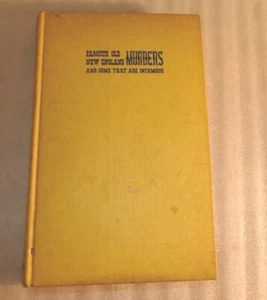 FAMOUS OLD
NEW ENGLAND MURDERS
AND SOME THAT ARE INFAMOUS